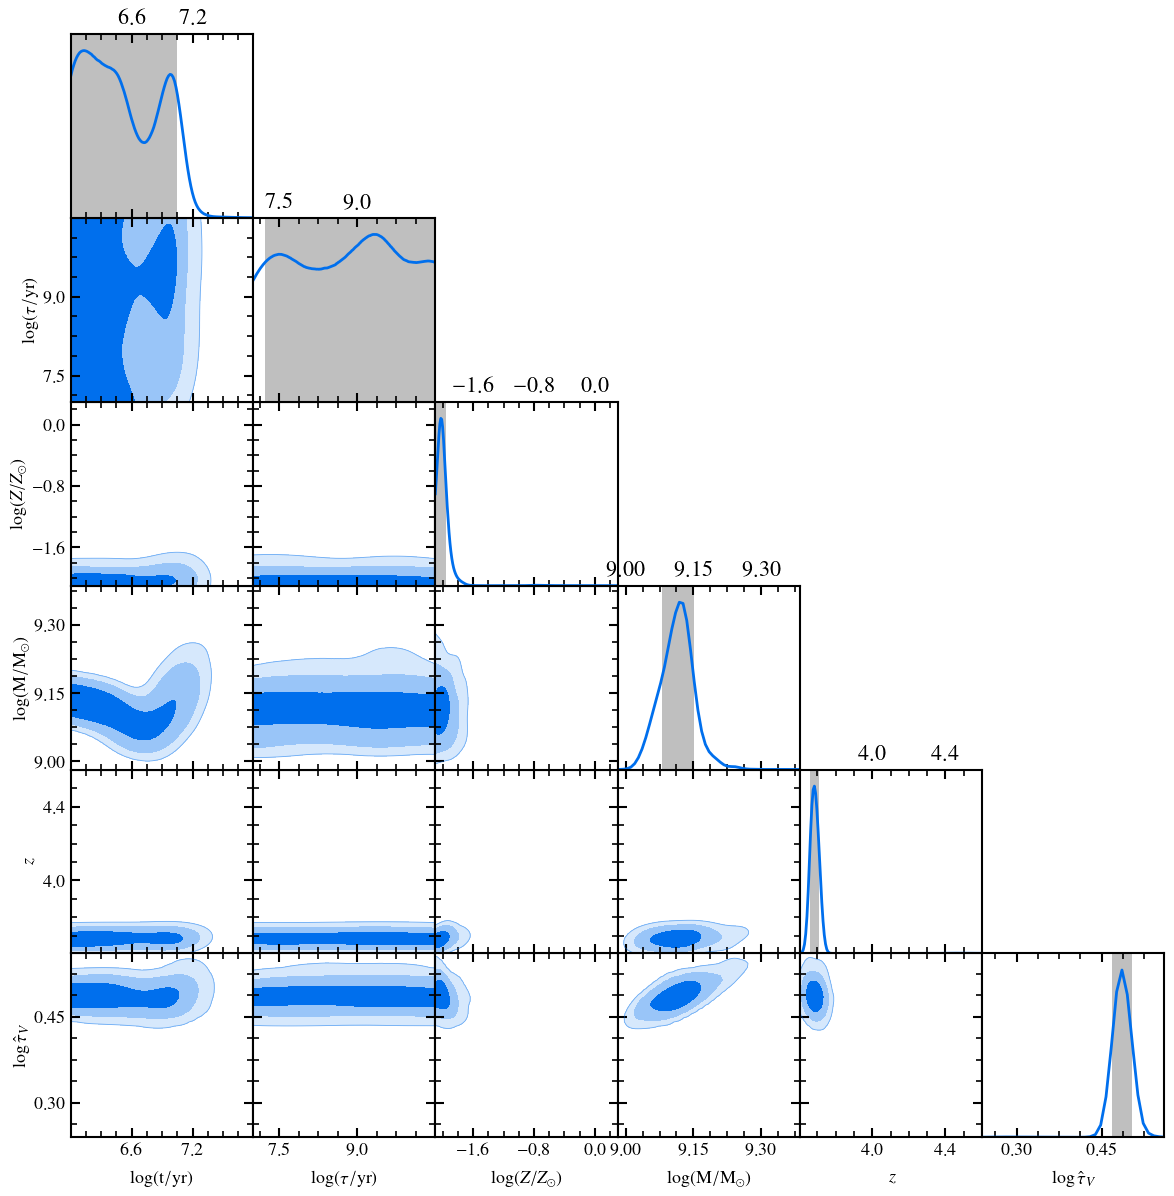 6.6 7.2
7.5 9.0
log(τ/yr)
9.0
7.5
−1.6 −0.8 0.0
log(Z/Z⊙)
0.0
−0.8
−1.6
9.00 9.15 9.30
log(M/M⊙)
9.30
9.15
9.00
4.0 4.4
z
4.4
4.0
log τ̂V
0.45
0.30
6.6 7.2 7.5 9.0 −1.6 −0.8 0.0 9.00 9.15 9.30 4.0 4.4 0.30 0.45
log(t/yr) log(τ/yr) log(Z/Z⊙) log(M/M⊙) z log τ̂V